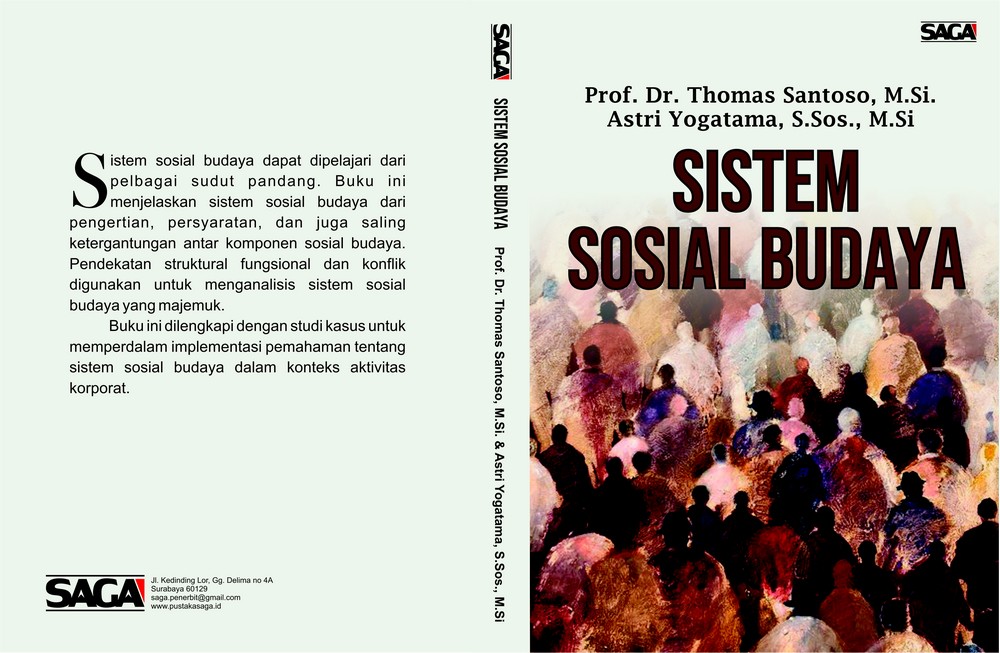 Sistem sosial budaya dapat dipelajari dari
pelbagai sudut pandang. Buku ini
menjelaskan sistem sosial budaya dari
pengertian, persyaratan, dan juga saling
ketergantungan antar komponen sosial budaya.
Pendekatan struktural fungsional dan konflik
digunakan untuk menganalisis sistem sosial
budaya yang majemuk.
Buku ini dilengkapi dengan studi kasus untuk
memperdalam implementasi pemahaman tentang
sistem sosial budaya dalam konteks aktivitas
korporat.
SAGA
Jl. Kedinding Lor, Gg. Delima no 4A
Surabaya 60129
saga.penerbit@gmail.com
www.pustakasaga.id
SAGA
SISTEM SOSIAL BUDAYA
Prof. Dr. Thomas Santoso, M.Si. & Astri Yogatama, S.Sos., M.Si
SAGA
Prof. Dr. Thomas Santoso, M.Si.
Astri Yogatama, S.Sos., M.Si
SISTEM
SOSIAL BUDAYA